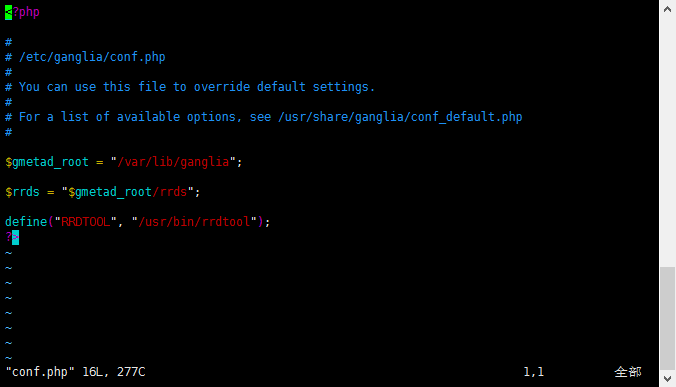 <?php

#
# /etc/ganglia/conf.php
#
# You can use this file to override default settings.
#
# For a list of available options, see /usr/share/ganglia/conf_default.php
#

$gmetad_root = "/var/lib/ganglia";

$rrds = "$gmetad_root/rrds";

define("RRDTOOL", "/usr/bin/rrdtool");
?>
~
~
~
~
~
~
~
~
"conf.php" 16L, 277C 1,1 全部